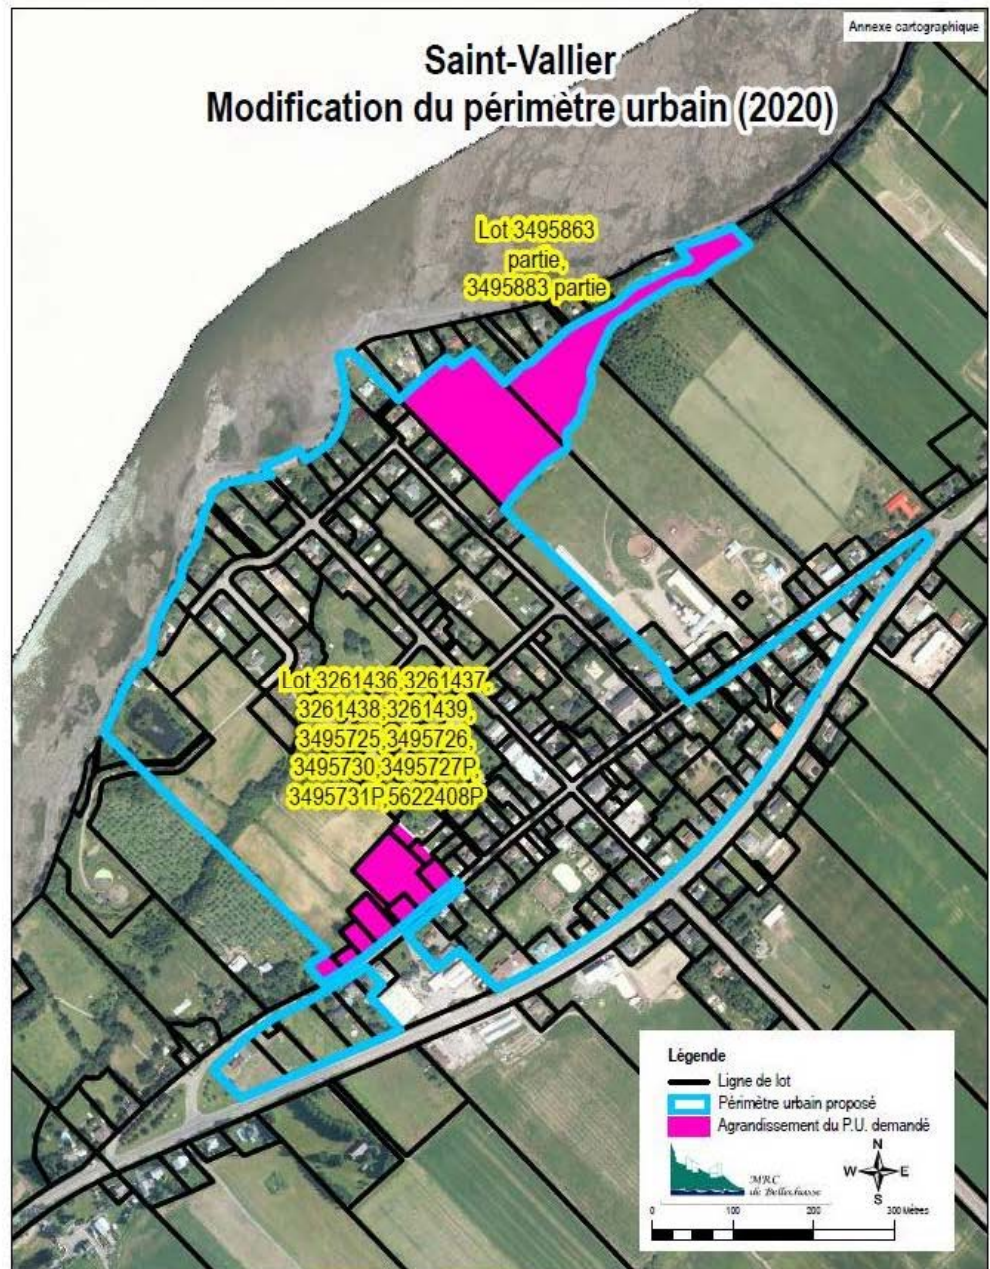 Annexe cartographique
Saint-Vallier
Modification du périmètre urbain (2020)
Lot 3495863
partie,
3495883 partie
Lot 3261436,3261437,
3261438,3261439,
3495725,3495726,
3495730,3495727P,
3495731P,5622408P
Légende
Ligne de lot
Périmètre urbain proposé
Agrandissement du P.U. demandé
MRC
de Bellechasse
N
W E
S
0 100 200 300 Mètres